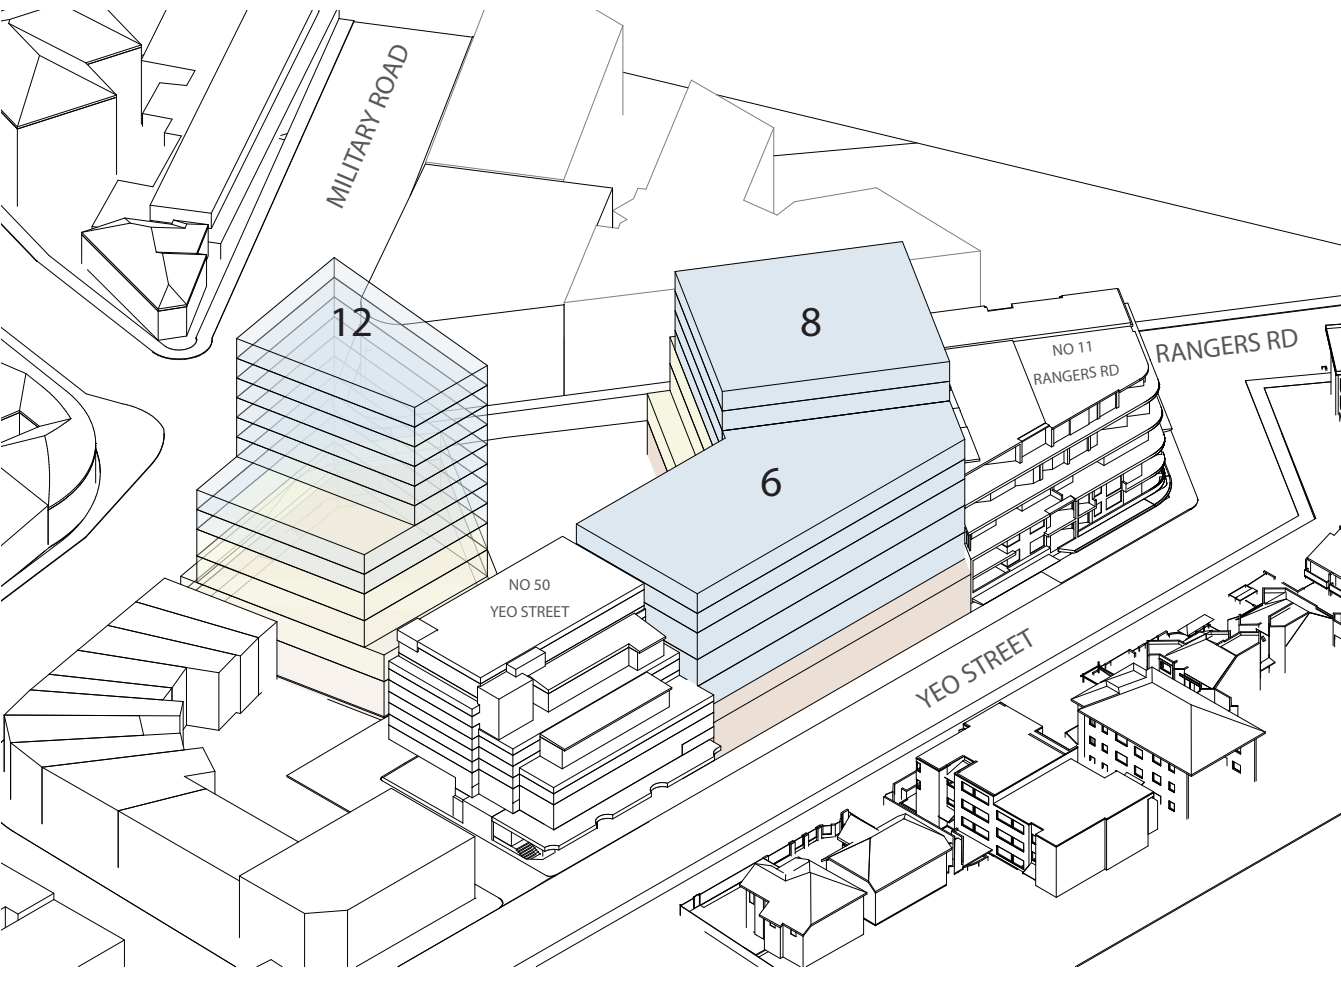 MILITARY ROAD
12
8
NO 11
RANGERS RD
RANGERS RD
6
NO 50
YEO STREET
YEO STREET